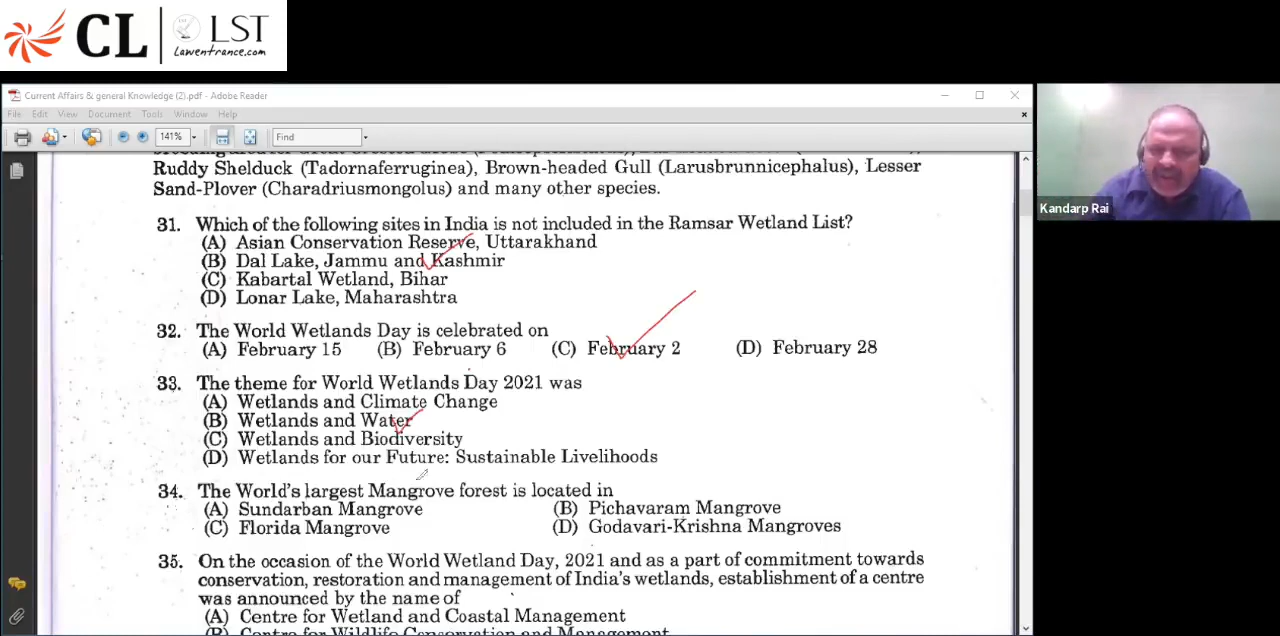 CL LST
Lawentrance.com
Current Affairs & general Knowledge (2).pdf - Adobe Reader
File Edit View Document Tools Window Help
141% Find
Ruddy Shelduck (Tadornaferruginea), Brown-headed Gull (Larusbrunnicephalus), Lesser
Sand-Plover (Charadriusmongolus) and many other species.
31. Which of the following sites in India is not included in the Ramsar Wetland List?
(A) Asian Conservation Reserve, Uttarakhand
(B) Dal Lake, Jammu and Kashmir
(C) Kabartal Wetland, Bihar
(D) Lonar Lake, Maharashtra
32. The World Wetlands Day is celebrated on
(A) February 15 (B) February 6 (C) February 2 (D) February 28
33. The theme for World Wetlands Day 2021 was
(A) Wetlands and Climate Change
(B) Wetlands and Water
(C) Wetlands and Biodiversity
(D) Wetlands for our Future: Sustainable Livelihoods
34. The World's largest Mangrove forest is located in
(A) Sundarban Mangrove (B) Pichavaram Mangrove
(C) Florida Mangrove (D) Godavari-Krishna Mangroves
35. On the occasion of the World Wetland Day, 2021 and as a part of commitment towards
conservation, restoration and management of India's wetlands, establishment of a centre
was announced by the name of
(A) Centre for Wetland and Coastal Management
(B) Centre for Wildlife Conservation and Management
Kandarp Rai